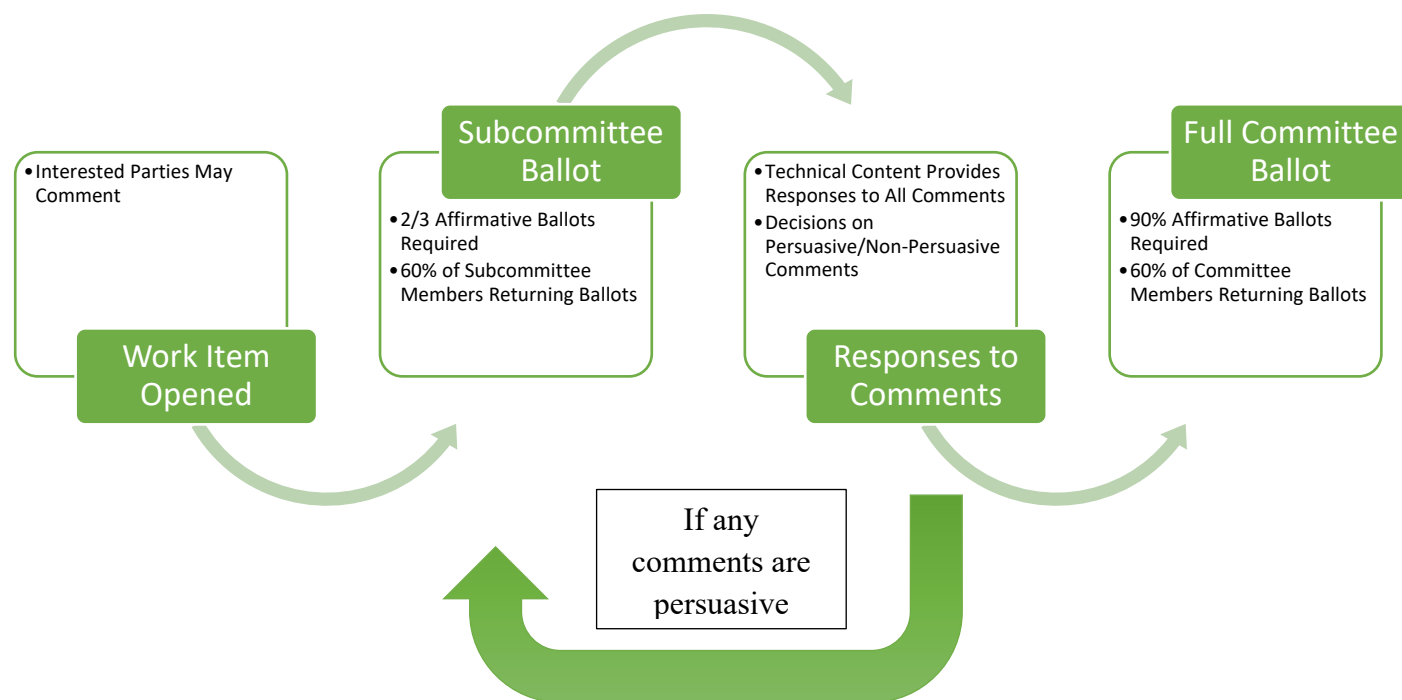 •Interested Parties May
Comment
Work Item
Opened
Subcommittee
Ballot
•2/3 Affirmative Ballots
Required
•60% of Subcommittee
Members Returning Ballots
•Technical Content Provides
Responses to All Comments
•Decisions on
Persuasive/Non-Persuasive
Comments
Responses to
Comments
Full Committee
Ballot
•90% Affirmative Ballots
Required
•60% of Committee
Members Returning Ballots
If any
comments are
persuasive